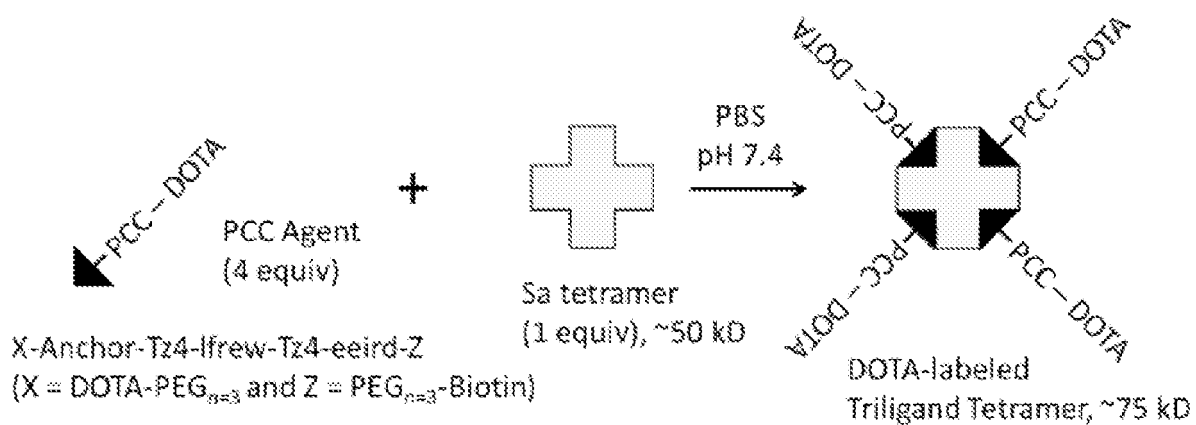 PCC – DOTA
PCC Agent
(4 equiv)
X-Anchor-Tz4-lfrew-Tz4-eeird-Z
(X = DOTA-PEGn=3 and Z = PEGn=3-Biotin)
+
Sa tetramer
(1 equiv), ~50 kD
PBS
pH 7.4
PCC – DOTA
PCC – DOTA
PCC – DOTA
PCC – DOTA
DOTA-labeled
Triligand Tetramer, ~75 kD